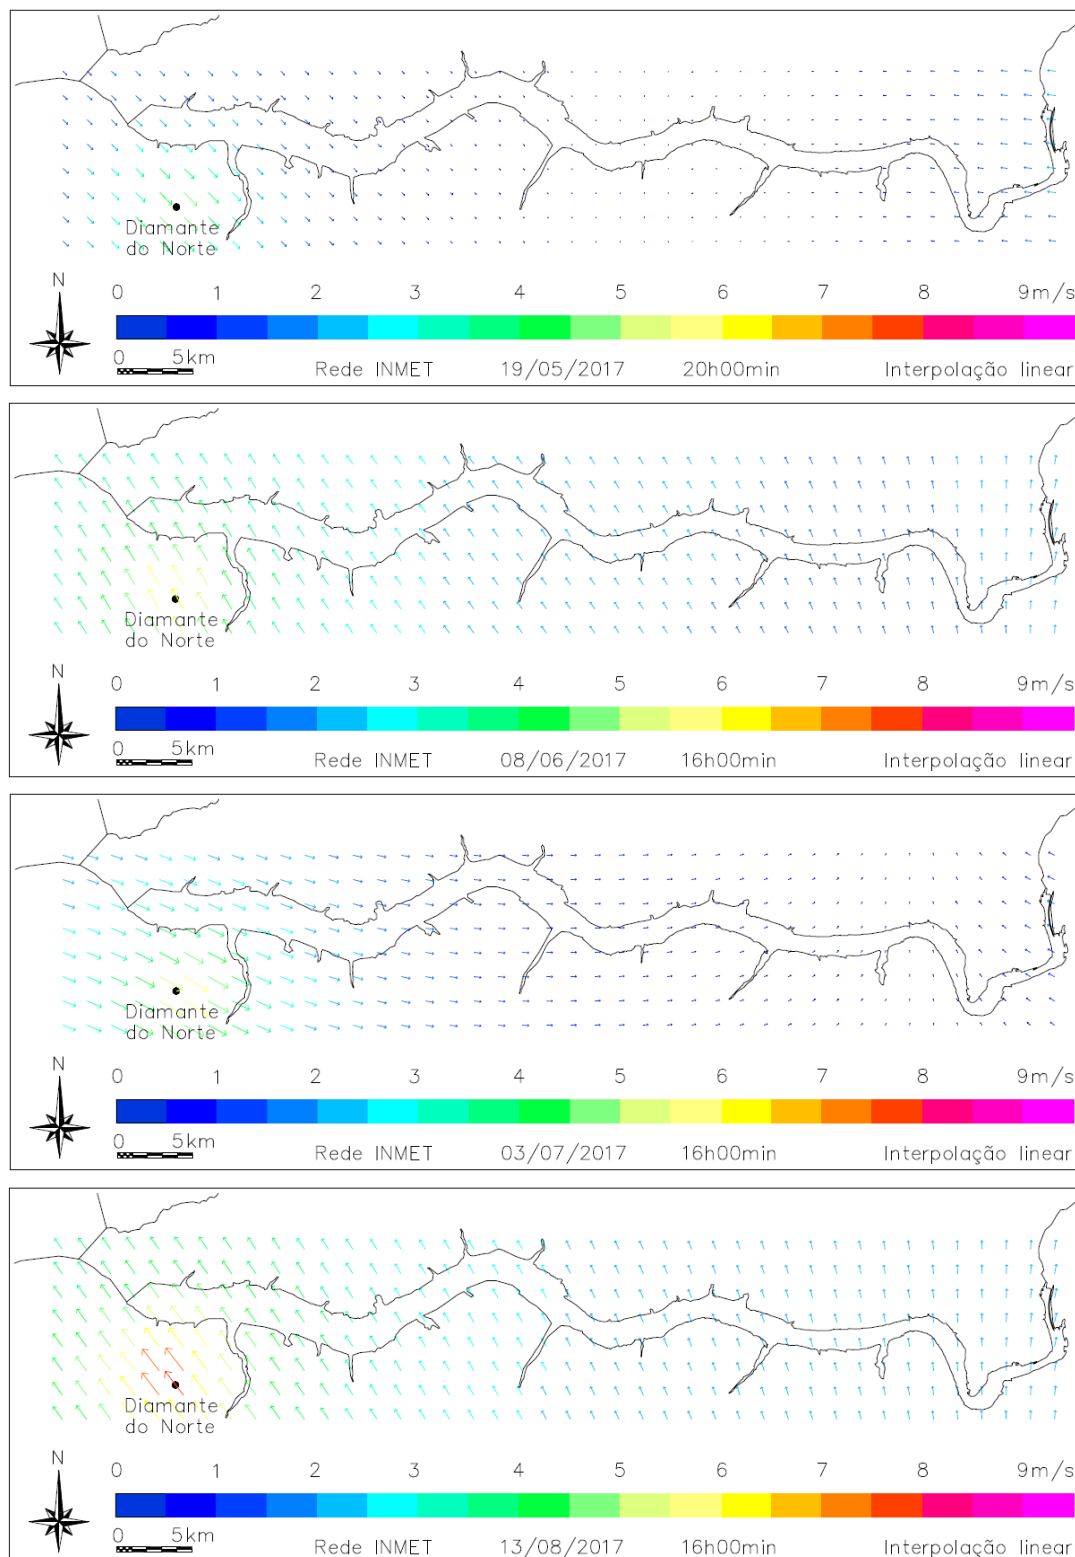 Diamante
do Norte
N
0 1 2 3 4 5 6 7 8 9m/s
0 5km
Rede INMET 19/05/2017 20h00min Interpolação linear
Diamante
do Norte
N
0 1 2 3 4 5 6 7 8 9m/s
0 5km
Rede INMET 08/06/2017 16h00min Interpolação linear
Diamante
do Norte
N
0 1 2 3 4 5 6 7 8 9m/s
0 5km
Rede INMET 03/07/2017 16h00min Interpolação linear
Diamante
do Norte
N
0 1 2 3 4 5 6 7 8 9m/s
0 5km
Rede INMET 13/08/2017 16h00min Interpolação linear